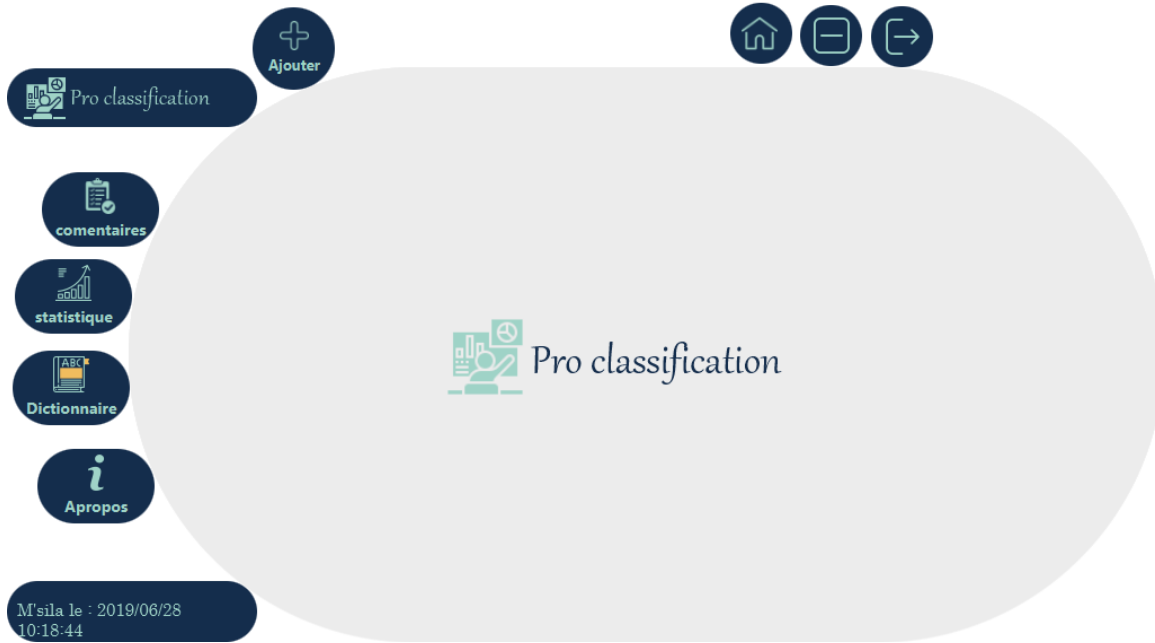 Ajouter
Pro classification
comentaires
statistique
ABC
Dictionnaire
Apropos
Pro classification
M'sila le : 2019/06/28
10:18:44